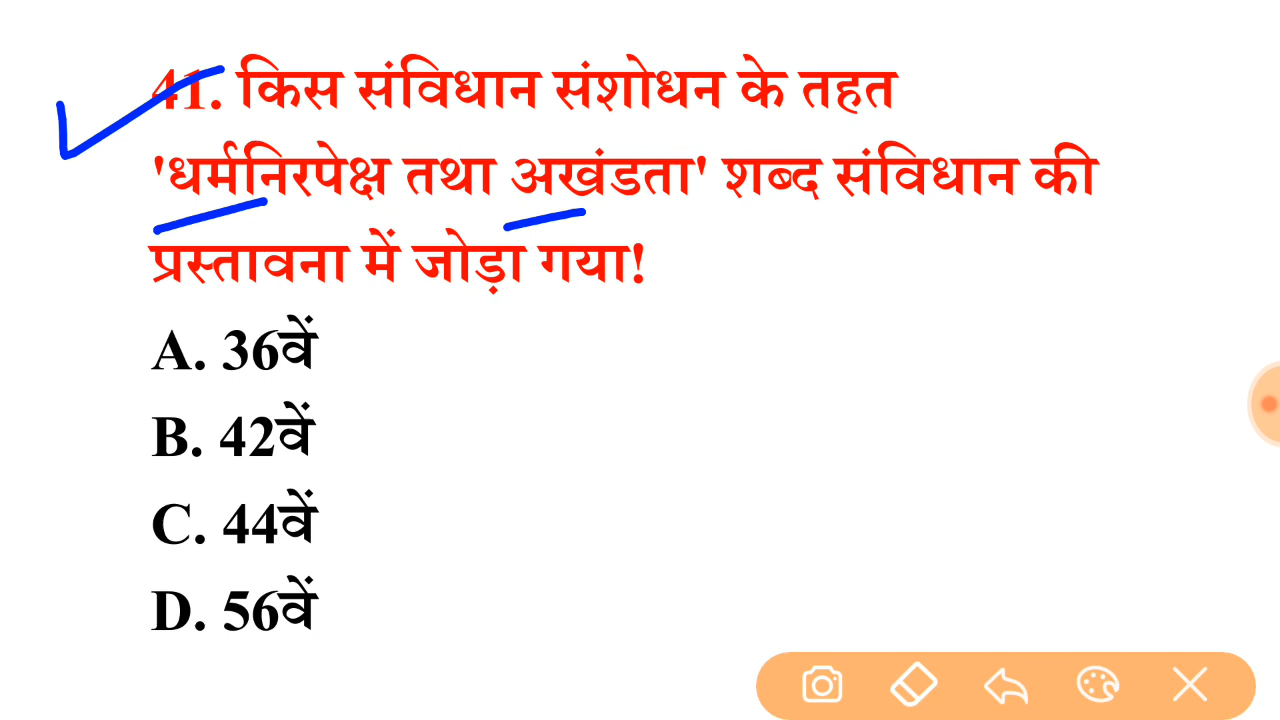 41. किस संविधान संशोधन के तहत
'धर्मनिरपेक्ष तथा अखंडता' शब्द संविधान की
प्रस्तावना में जोड़ा गया!
A. 36वें
B. 42वें
C. 44वें
D. 56वें